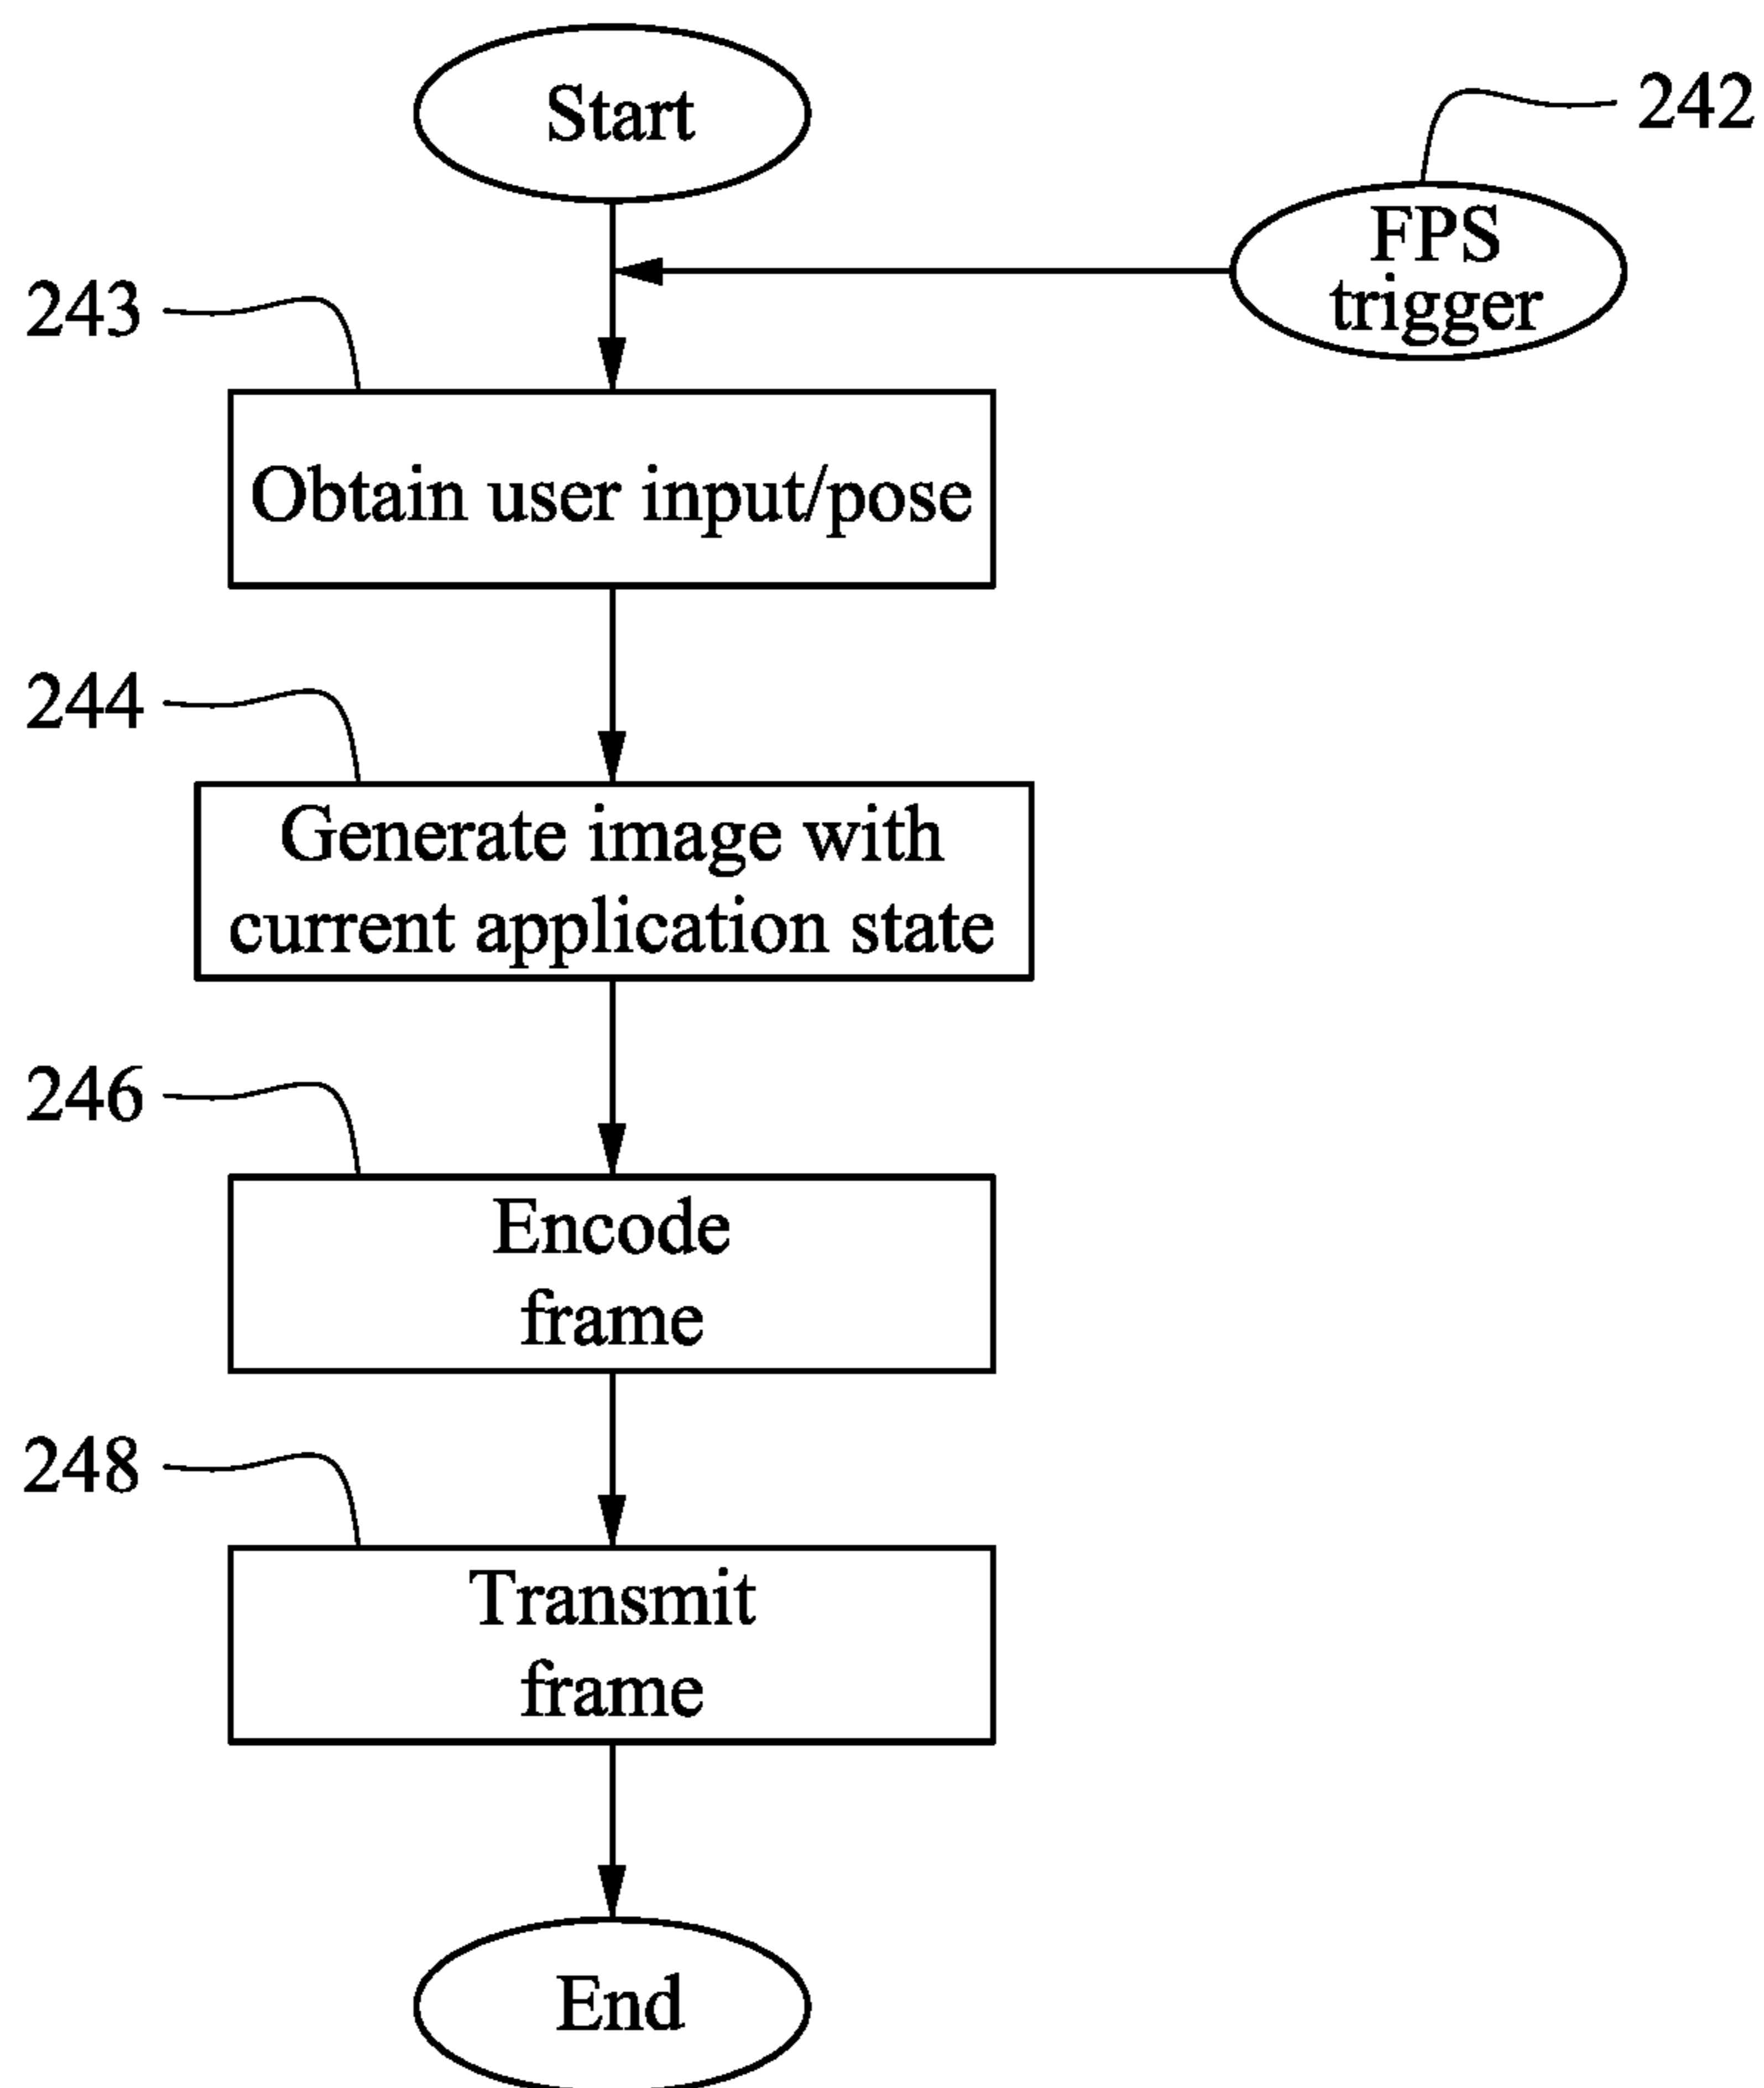 Start
242
FPS
trigger
243
Obtain user input/pose
244
Generate image with
current application state
246
Encode
frame
248
Transmit
frame
End